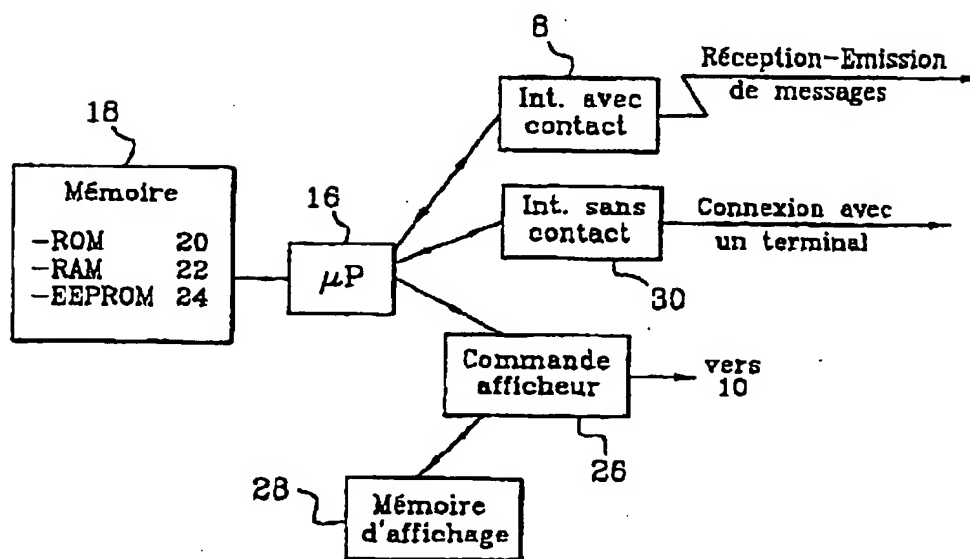 8
Réception-Emission
de messages
Int. avec
contact
18
Mémoire
-ROM 20
-RAM 22
-EEPROM 24
16
µP
Int. sans
contact
Connexion avec
un terminal
30
Commande
afficheur
vers
10
26
28
Mémoire
d'affichage